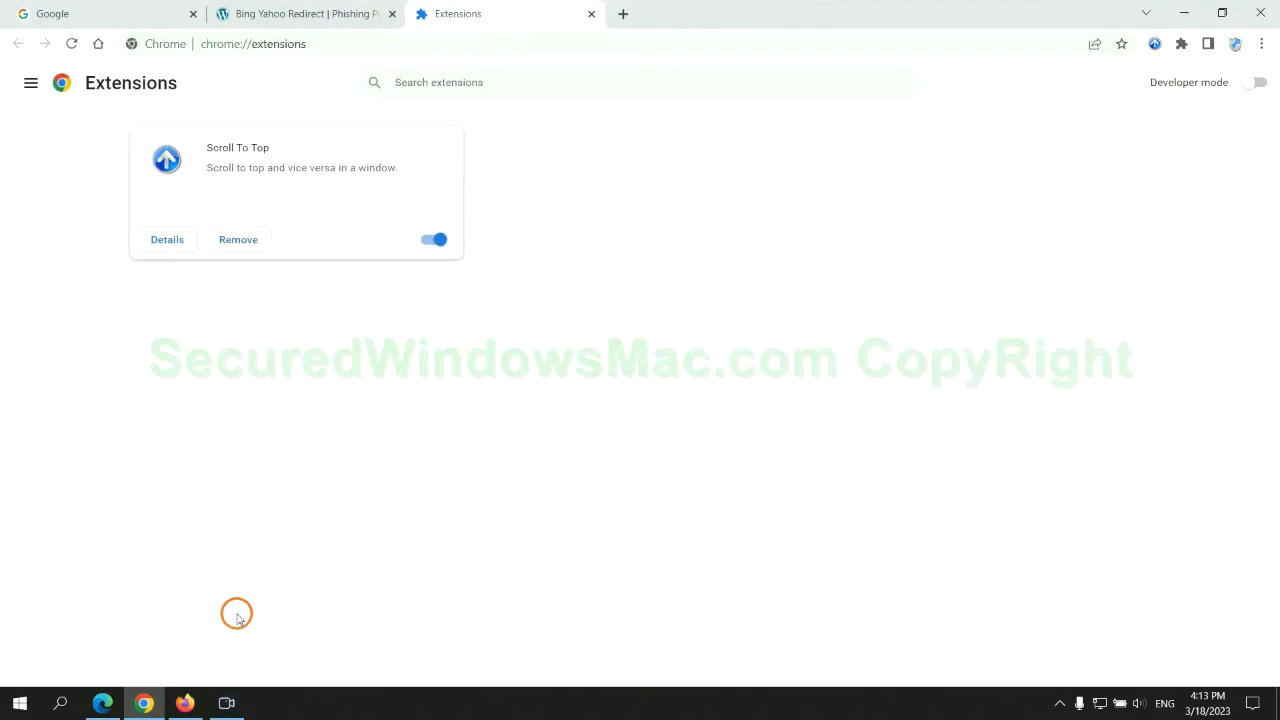 Google
Bing Yahoo Redirect | Phishing
Extensions
Chrome | chrome://extensions
Extensions
Search extensions
Developer mode
Scroll To Top
Scroll to top and vice versa in a window.
Details
Remove
SecuredWindowsMac.com CopyRight
ENG
4:13 PM
3/18/2023